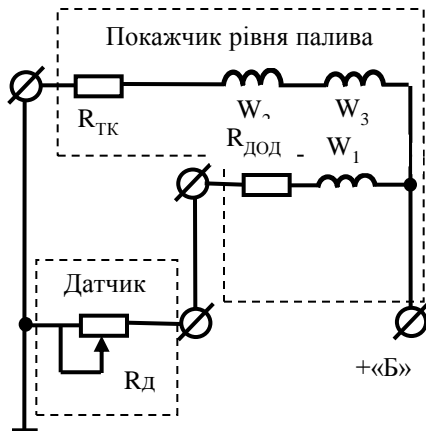 Покажчик рівня палива
R_ТК
W_2
W_3
R_ДОД
W_1
Датчик
Rд
+«Б»